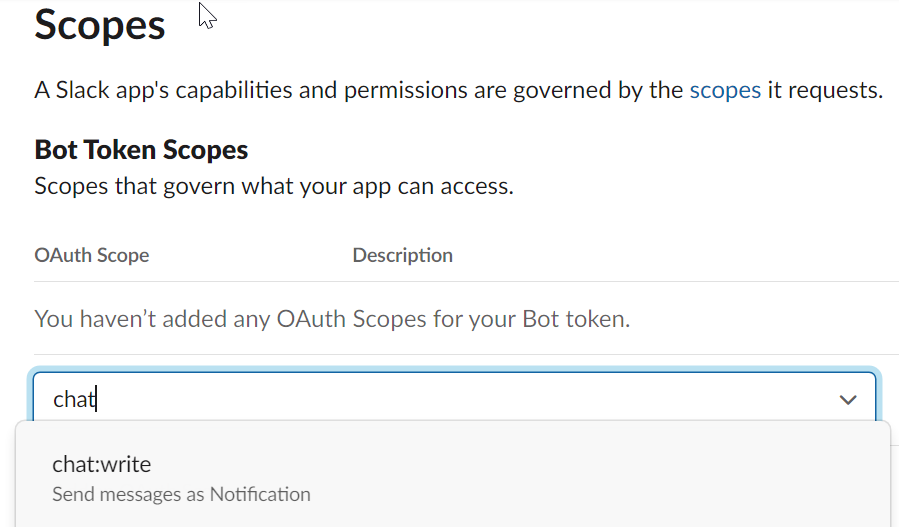 Scopes
A Slack app's capabilities and permissions are governed by the scopes it requests.
Bot Token Scopes
Scopes that govern what your app can access.
OAuth Scope Description
You haven’t added any OAuth Scopes for your Bot token.
chat
chat:write
Send messages as Notification